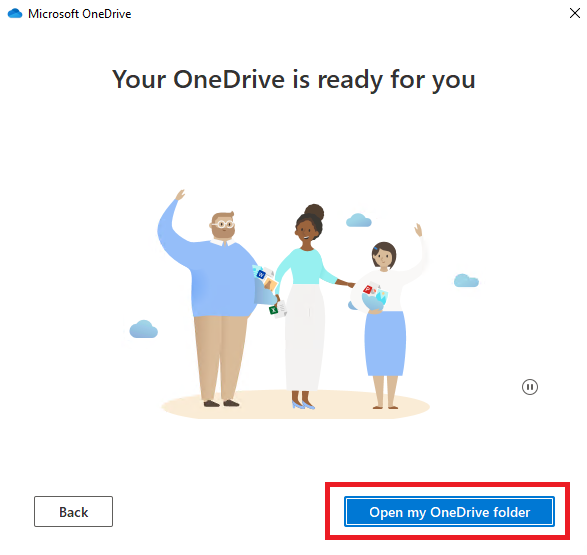 Microsoft OneDrive
Your OneDrive is ready for you
W
P
X
Back
Open my OneDrive folder